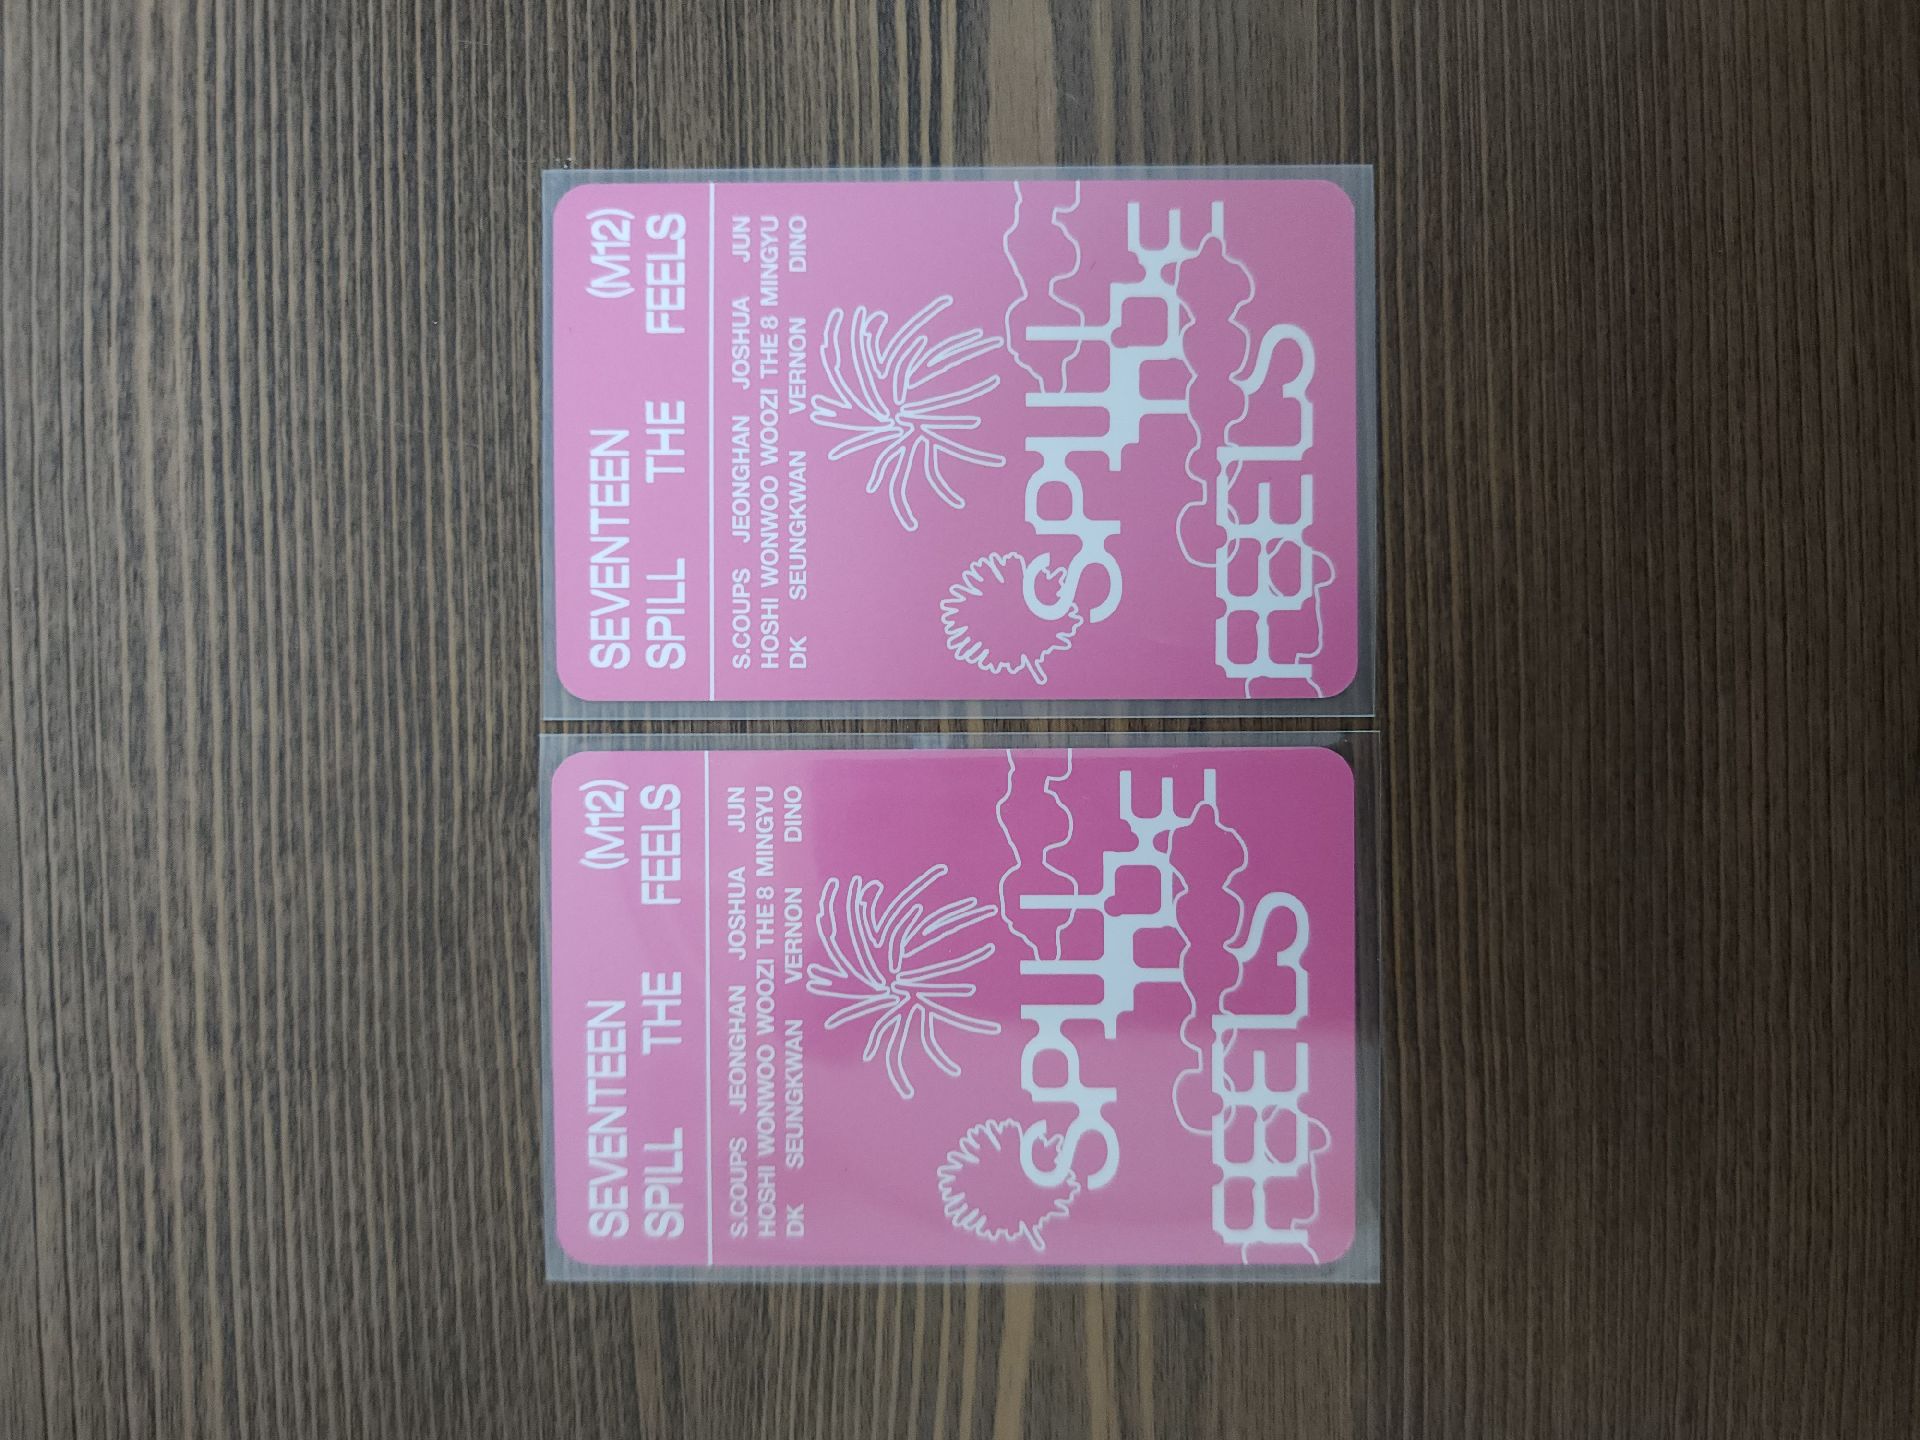 SEVENTEEN (M12)
SPILL THE FEELS
S.COUPS JEONGHAN JOSHUA JUN
HOSHI WONWOO WOOZI THE 8 MINGYU
DK SEUNGKWAN VERNON DINO
SPILL
THE
FEELS
SEVENTEEN (M12)
SPILL THE FEELS
S.COUPS JEONGHAN JOSHUA JUN
HOSHI WONWOO WOOZI THE 8 MINGYU
DK SEUNGKWAN VERNON DINO
SPILL
THE
FEELS